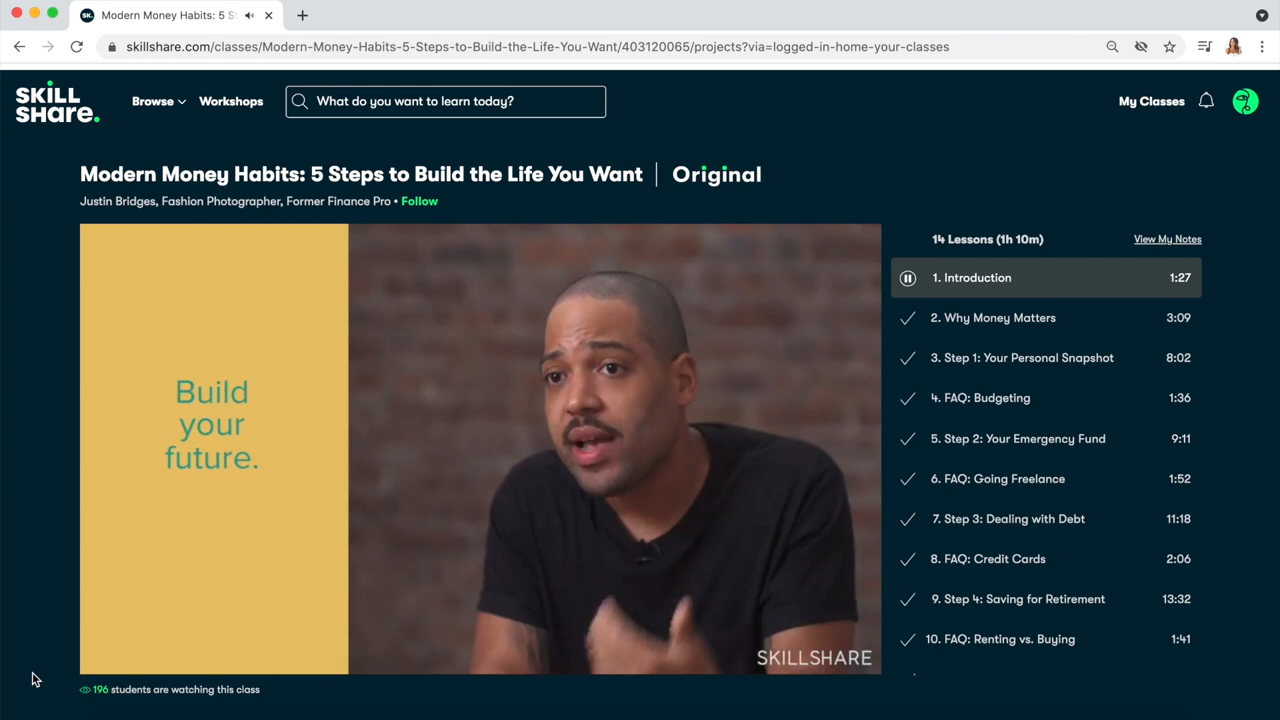 Modern Money Habits: 5 S
skillshare.com/classes/Modern-Money-Habits-5-Steps-to-Build-the-Life-You-Want/403120065/projects?via=logged-in-home-your-classes
SKILL
SHARE.
Browse
Workshops
What do you want to learn today?
My Classes
Modern Money Habits: 5 Steps to Build the Life You Want | Original
Justin Bridges, Fashion Photographer, Former Finance Pro • Follow
Build
your
future.
SKILLSHARE
196 students are watching this class
14 Lessons (1h 10m)
View My Notes
1. Introduction 1:27
2. Why Money Matters 3:09
3. Step 1: Your Personal Snapshot 8:02
4. FAQ: Budgeting 1:36
5. Step 2: Your Emergency Fund 9:11
6. FAQ: Going Freelance 1:52
7. Step 3: Dealing with Debt 11:18
8. FAQ: Credit Cards 2:06
9. Step 4: Saving for Retirement 13:32
10. FAQ: Renting vs. Buying 1:41